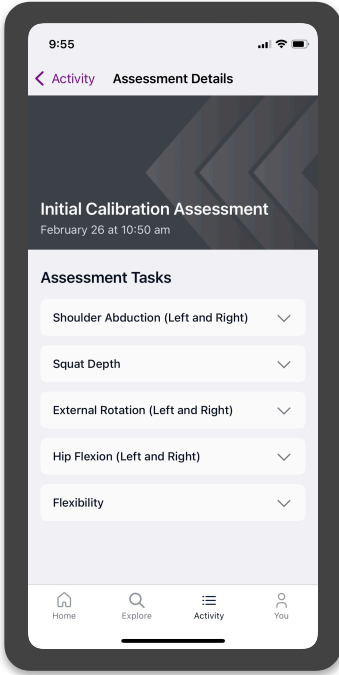 9:55
Activity Assessment Details
Initial Calibration Assessment
February 26 at 10:50 am
Assessment Tasks
Shoulder Abduction (Left and Right)
Squat Depth
External Rotation (Left and Right)
Hip Flexion (Left and Right)
Flexibility
Home Explore Activity You